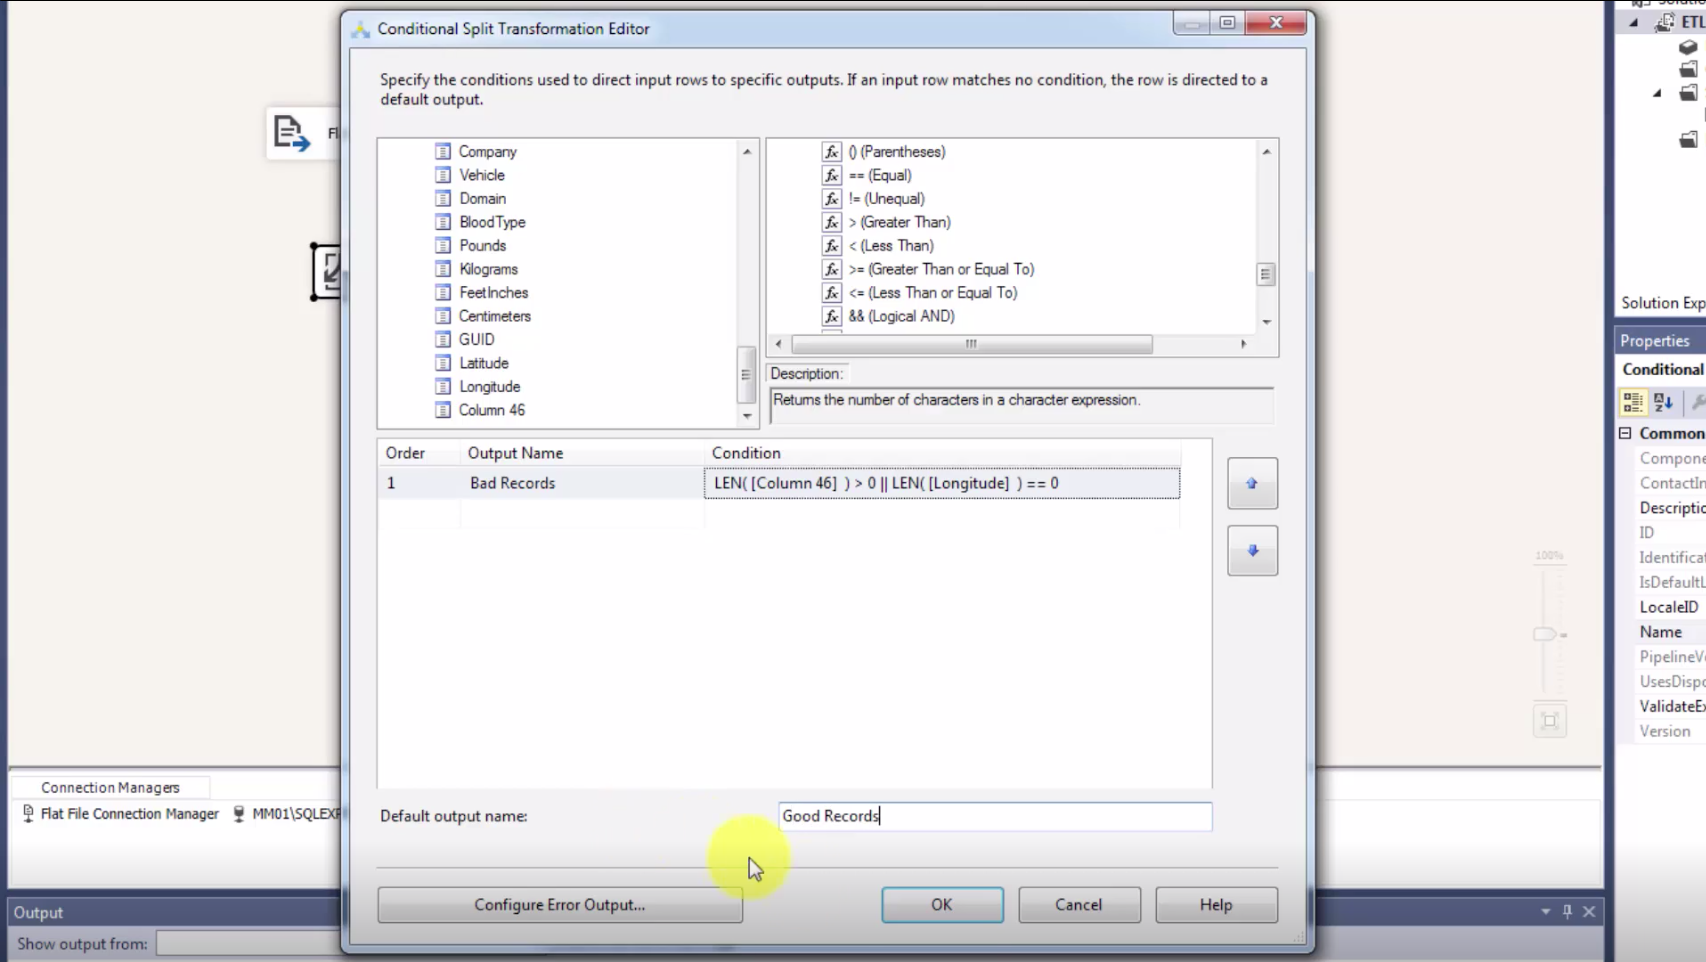 Conditional Split Transformation Editor
Specify the conditions used to direct input rows to specific outputs. If an input row matches no condition, the row is directed to a
default output.
Company
Vehicle
Domain
BloodType
Pounds
Kilograms
FeetInches
Centimeters
GUID
Latitude
Longitude
Column 46
() (Parentheses)
== (Equal)
!= (Unequal)
> (Greater Than)
< (Less Than)
>= (Greater Than or Equal To)
<= (Less Than or Equal To)
&& (Logical AND)
Description:
Returns the number of characters in a character expression.
Order Output Name Condition
1 Bad Records LEN( [Column 46] ) > 0 || LEN( [Longitude] ) == 0
Default output name: Good Records
Configure Error Output... OK Cancel Help
Connection Managers
Flat File Connection Manager MM01\SQLEXP
Output
Show output from:
ETL
Solution Exp
Properties
Conditional
Common
Compone
ContactIn
Descriptio
ID
Identifica
IsDefaultL
LocaleID
Name
PipelineVe
UsesDispo
ValidateEx
Version
100%